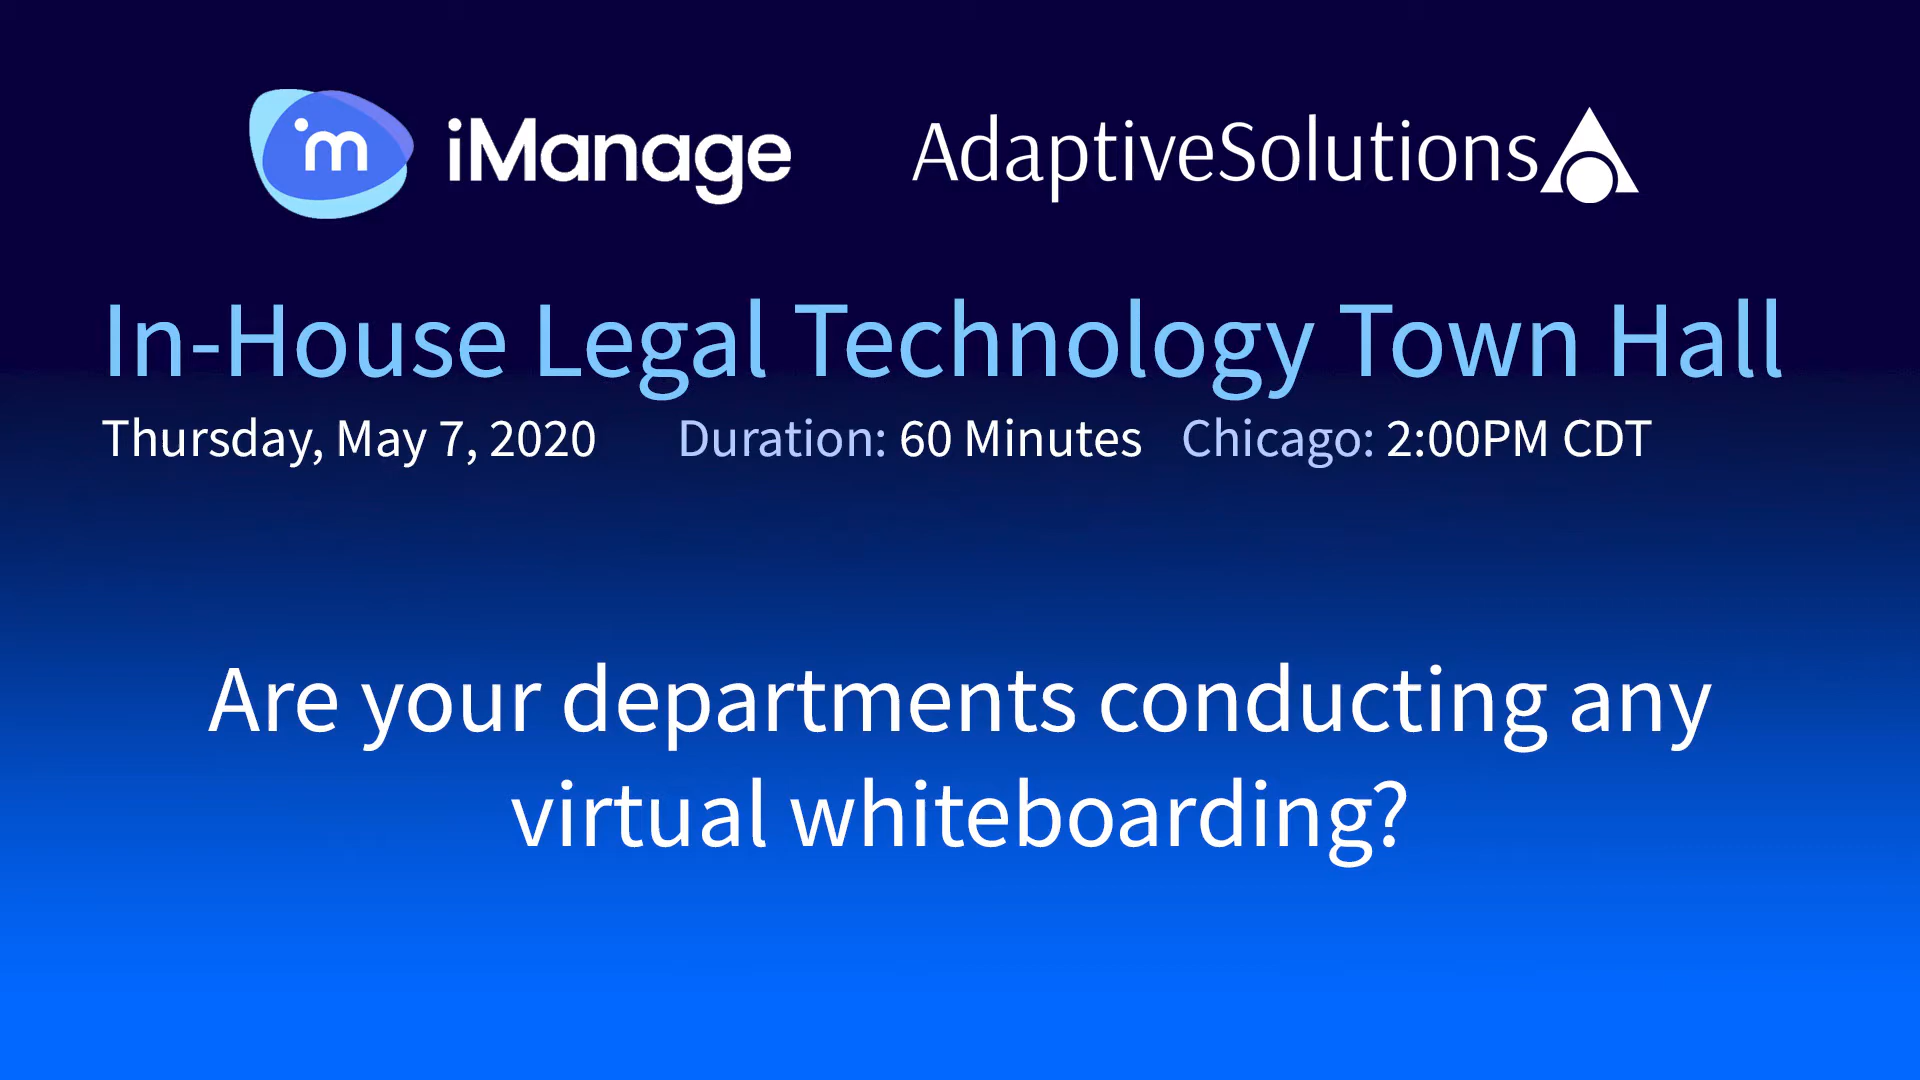 im iManage AdaptiveSolutions
In-House Legal Technology Town Hall
Thursday, May 7, 2020 Duration: 60 Minutes Chicago: 2:00PM CDT
Are your departments conducting any
virtual whiteboarding?